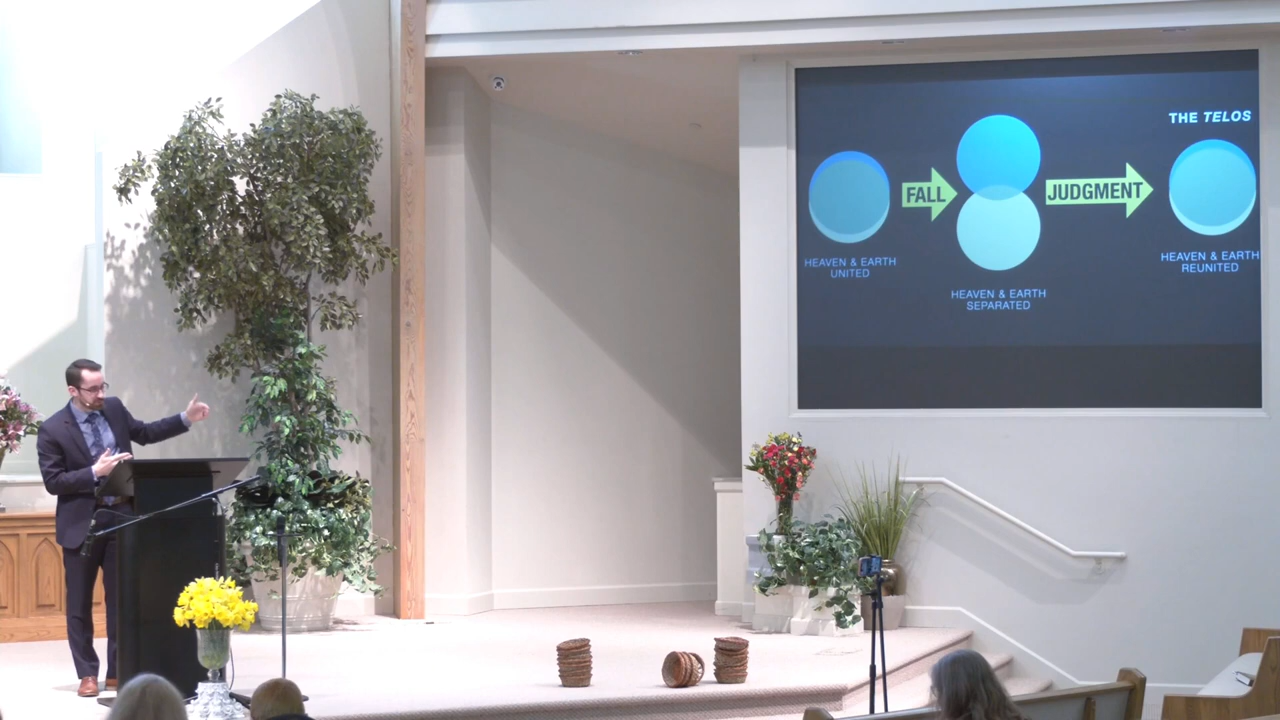 THE TELOS
FALL
JUDGMENT
HEAVEN & EARTH
UNITED
HEAVEN & EARTH
SEPARATED
HEAVEN & EARTH
REUNITED